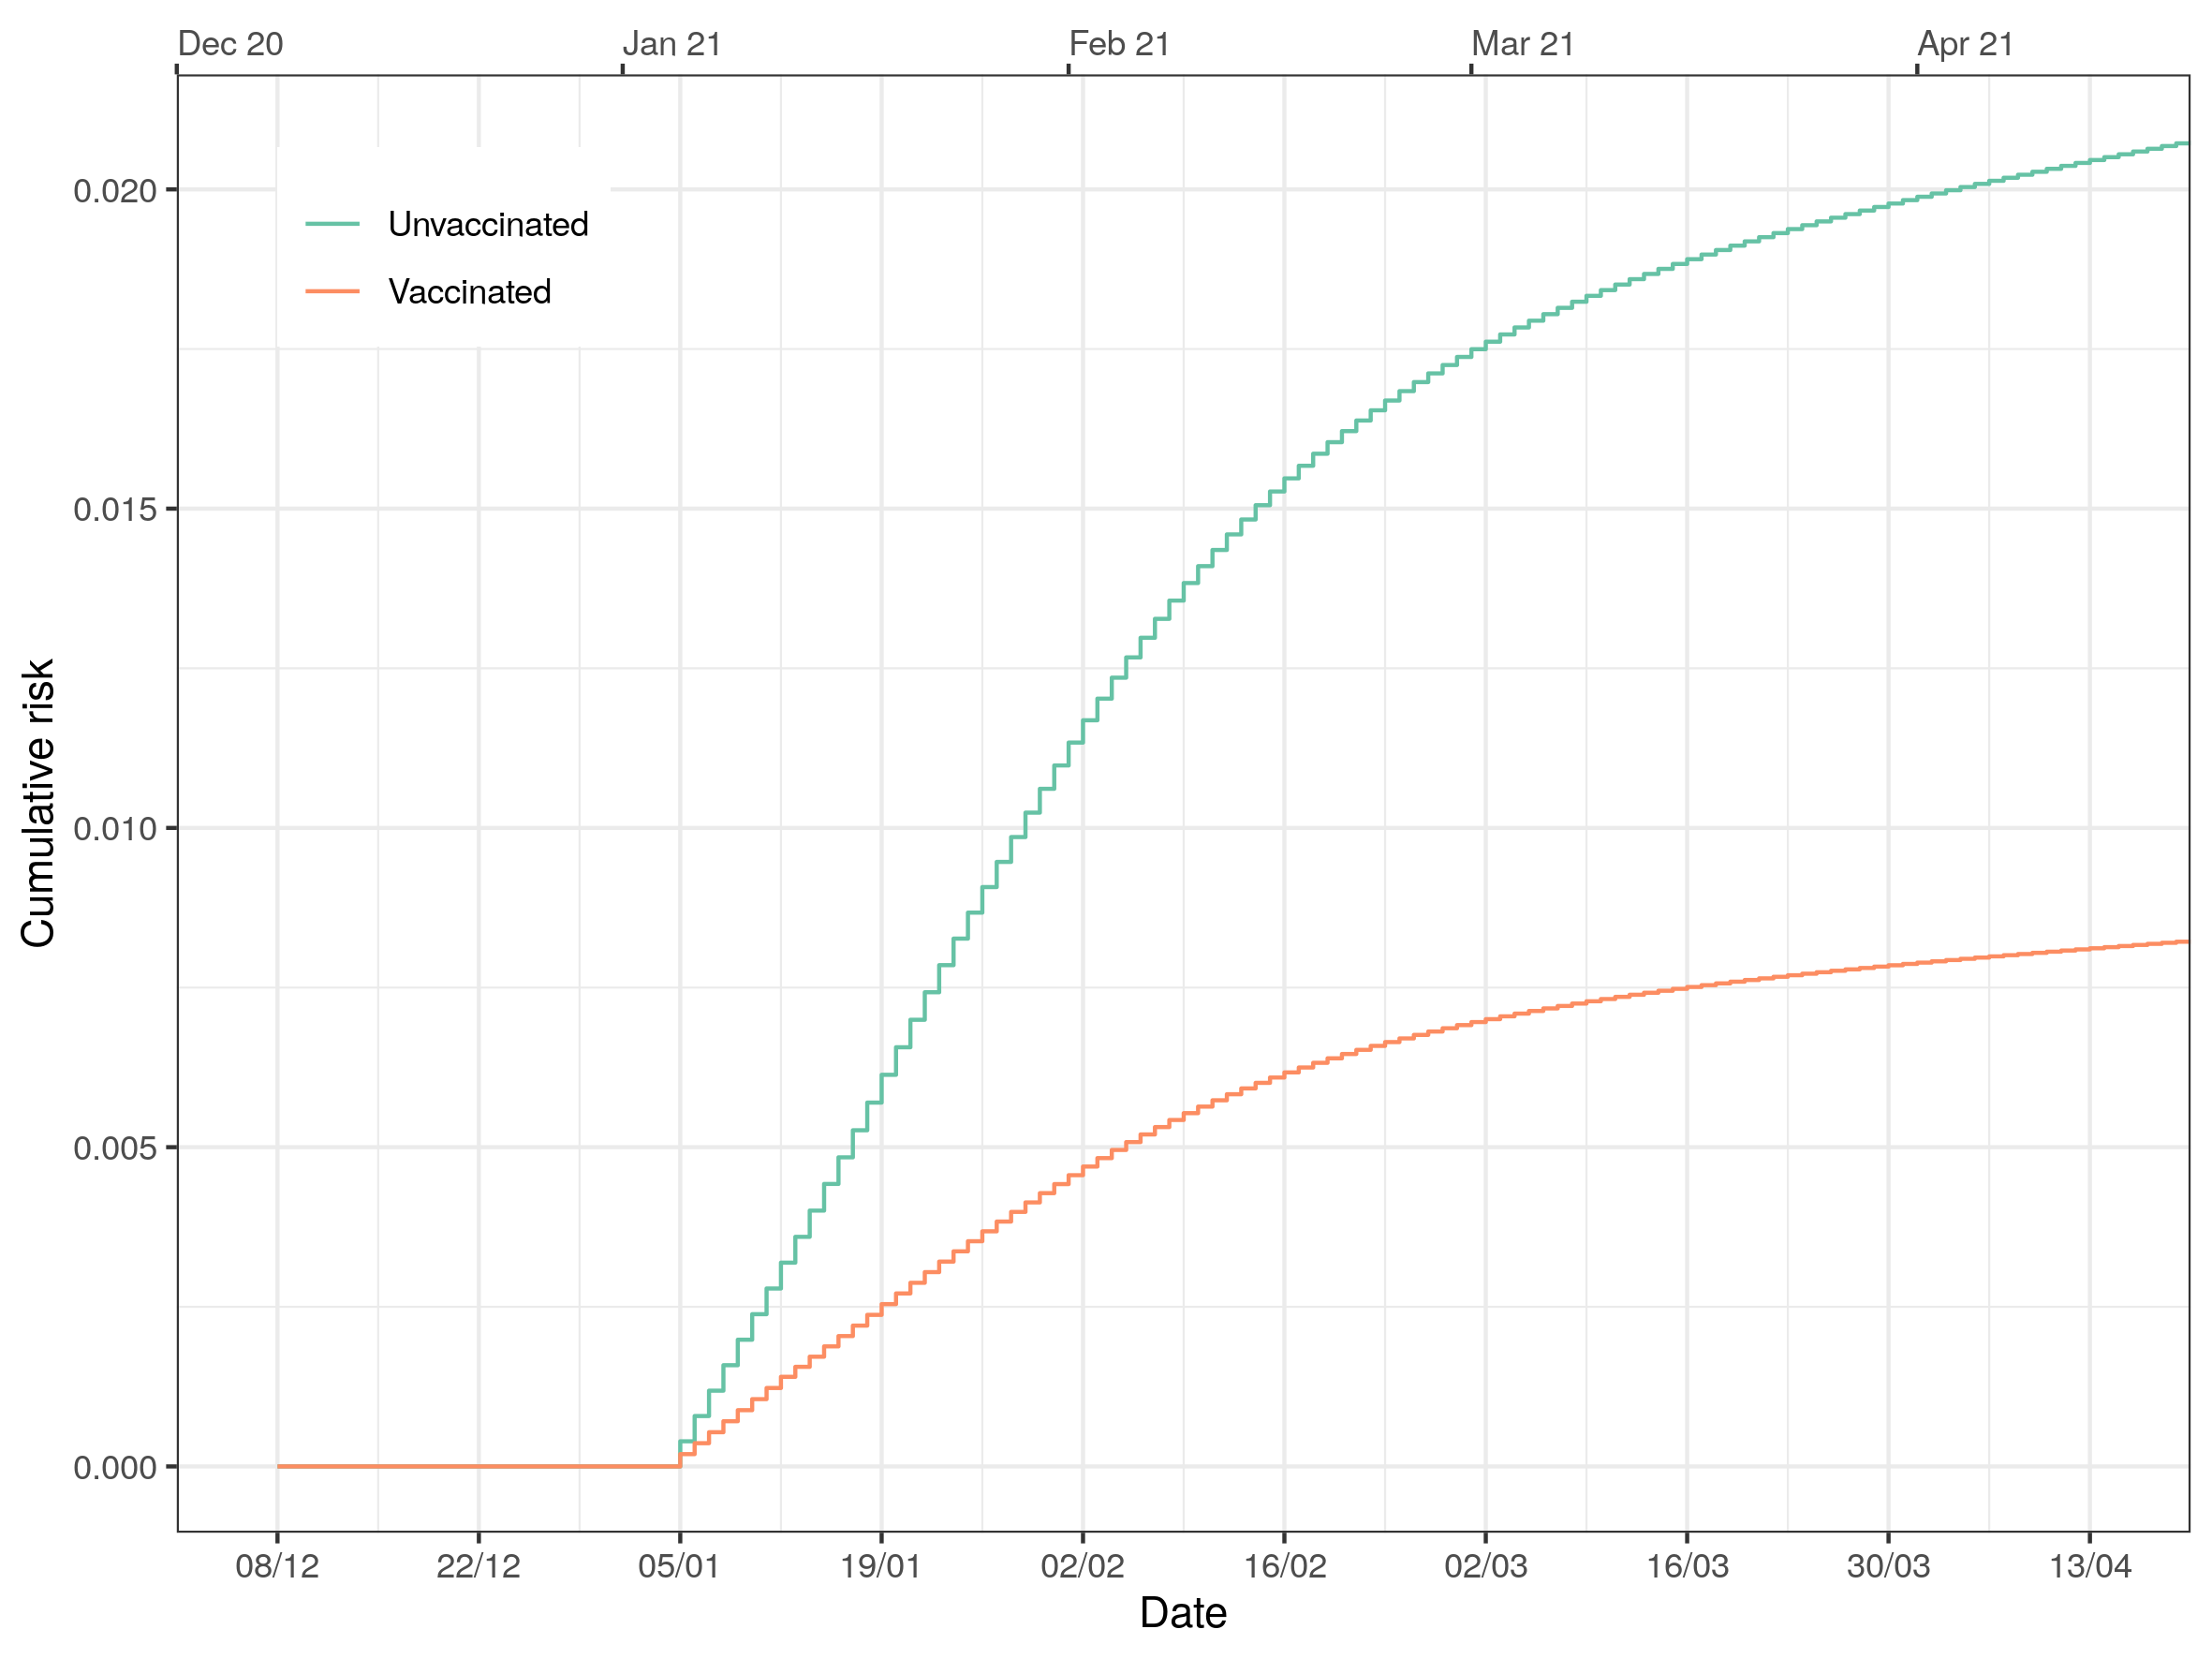 Dec 20 Jan 21 Feb 21 Mar 21 Apr 21
Unvaccinated
Vaccinated
Cumulative risk
0.020
0.015
0.010
0.005
0.000
08/12 22/12 05/01 19/01 02/02 16/02 02/03 16/03 30/03 13/04
Date